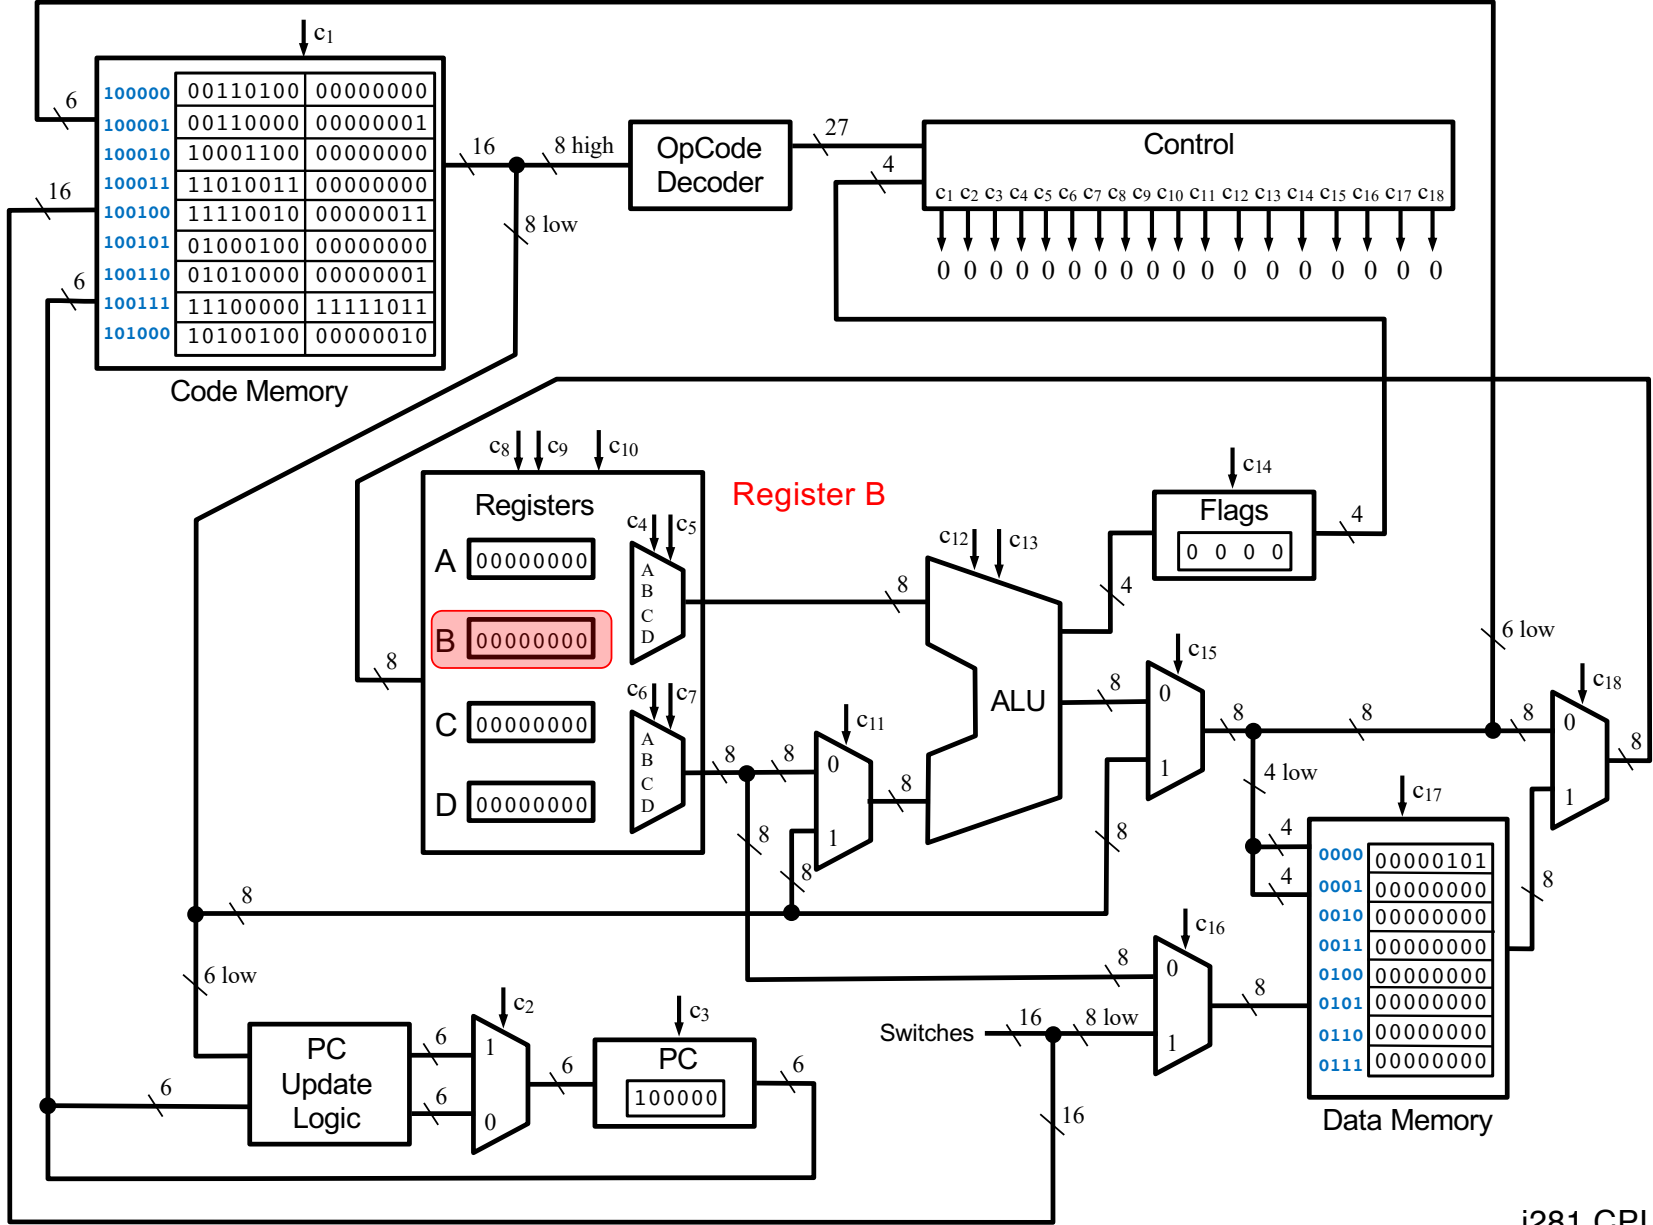 c1
100000 00110100 00000000
100001 00110000 00000001
100010 10001100 00000000
100011 11010011 00000000
100100 11110010 00000011
100101 01000100 00000000
100110 01010000 00000001
100111 11100000 11111011
101000 10100100 00000010
Code Memory
6
16
6
16
8 high
8 low
OpCode
Decoder
27
4
Control
c1 c2 c3 c4 c5 c6 c7 c8 c9 c10 c11 c12 c13 c14 c15 c16 c17 c18
0 0 0 0 0 0 0 0 0 0 0 0 0 0 0 0 0 0
c8 c9 c10
Registers
Register B
A 00000000
B 00000000
C 00000000
D 00000000
8
c4 c5
A
B
C
D
c6 c7
A
B
C
D
8
8
8
8
c11
0
1
8
8
c12 c13
ALU
4
8
c14
Flags
0 0 0 0
4
c15
0
1
8
8
8
6 low
8
c18
0
1
8
4 low
4
4
c17
0000 00000101
0001 00000000
0010 00000000
0011 00000000
0100 00000000
0101 00000000
0110 00000000
0111 00000000
Data Memory
8
8
c16
0
1
8
8
Switches
16
8 low
16
6 low
PC
Update
Logic
6
6
6
c2
1
0
6
c3
PC
100000
6